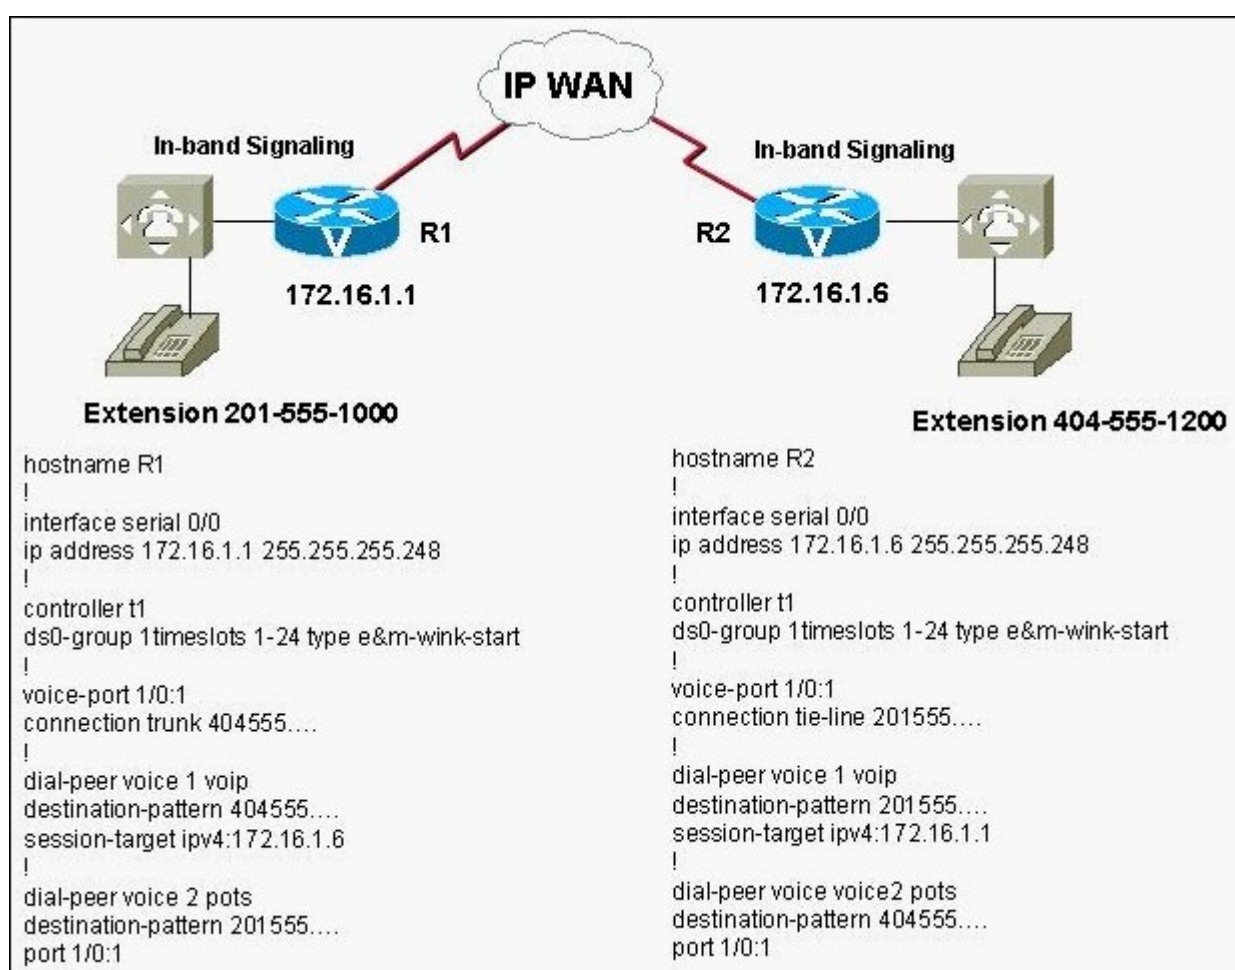 IP WAN
In-band Signaling
In-band Signaling
R1
R2
172.16.1.1
172.16.1.6
Extension 201-555-1000
Extension 404-555-1200
hostname R1
!
interface serial 0/0
ip address 172.16.1.1 255.255.255.248
!
controller t1
ds0-group 1timeslots 1-24 type e&m-wink-start
!
voice-port 1/0:1
connection trunk 404555....
!
dial-peer voice 1 voip
destination-pattern 404555....
session-target ipv4:172.16.1.6
!
dial-peer voice 2 pots
destination-pattern 201555....
port 1/0:1
hostname R2
!
interface serial 0/0
ip address 172.16.1.6 255.255.255.248
!
controller t1
ds0-group 1timeslots 1-24 type e&m-wink-start
!
voice-port 1/0:1
connection tie-line 201555....
!
dial-peer voice 1 voip
destination-pattern 201555....
session-target ipv4:172.16.1.1
!
dial-peer voice voice2 pots
destination-pattern 404555....
port 1/0:1